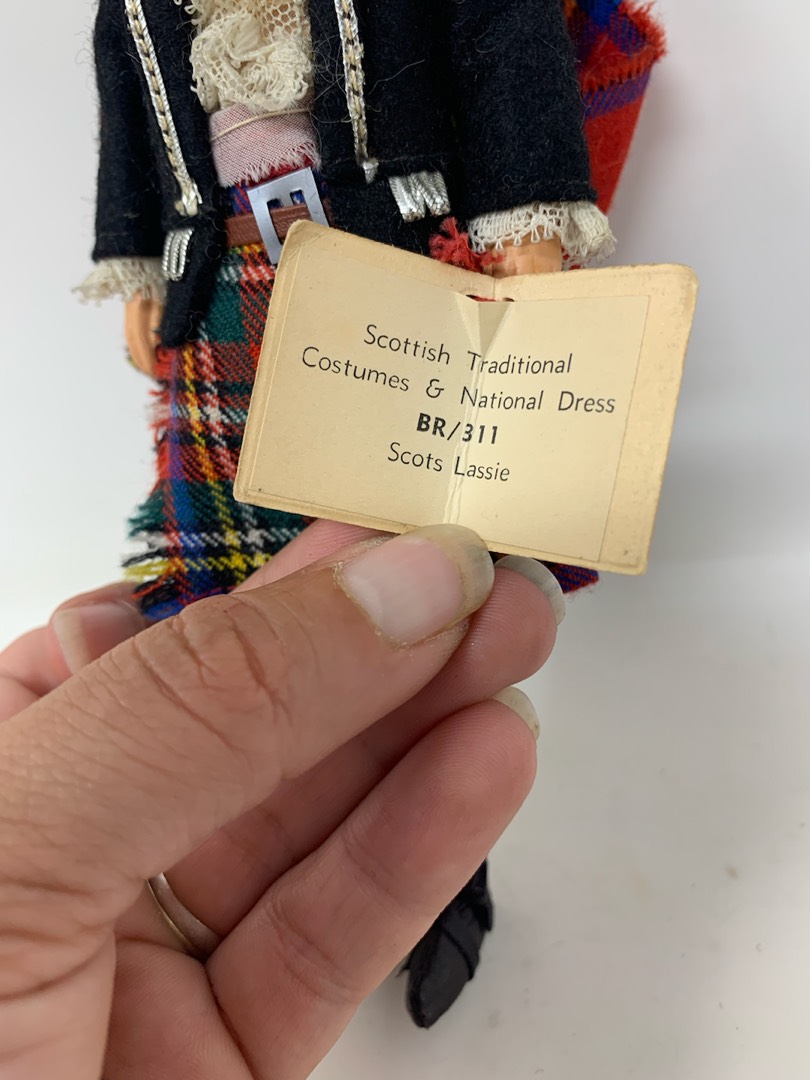 Scottish Traditional
Costumes & National Dress
BR/311
Scots Lassie